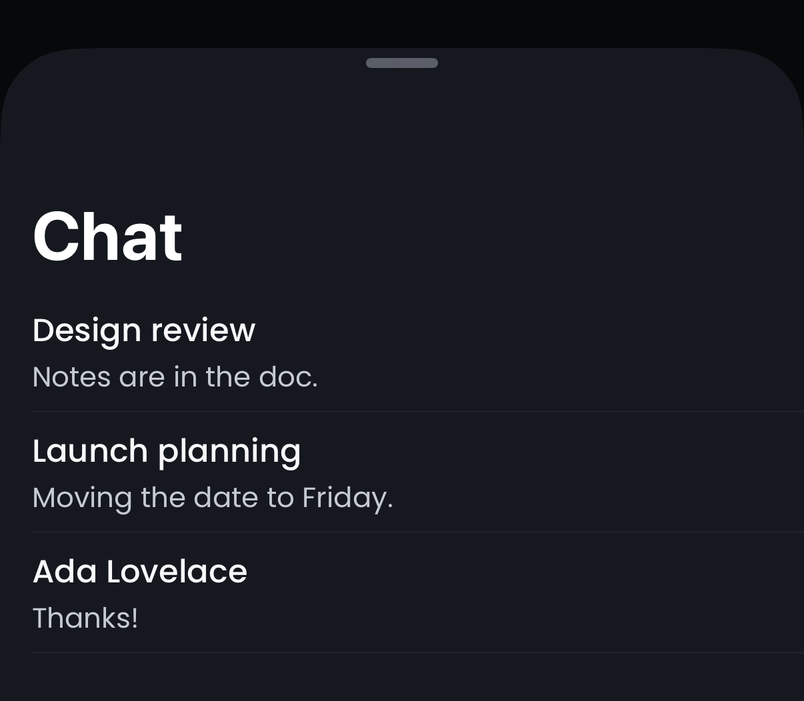 Chat
Design review
Notes are in the doc.
Launch planning
Moving the date to Friday.
Ada Lovelace
Thanks!